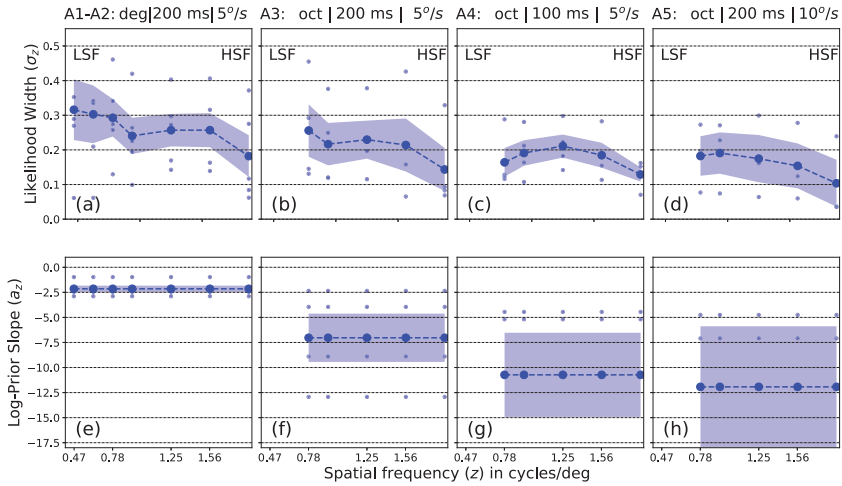 A1-A2: deg|200 ms|5°/s
A3: oct | 200 ms | 5°/s
A4: oct | 100 ms | 5°/s
A5: oct | 200 ms | 10°/s
Likelihood Width (σz)
0.5
0.4
0.3
0.2
0.1
0.0
LSF HSF
(a)
LSF HSF
(b)
LSF HSF
(c)
LSF HSF
(d)
Log-Prior Slope (az)
0.0
−2.5
−5.0
−7.5
−10.0
−12.5
−15.0
−17.5
(e)
(f)
(g)
(h)
0.47 0.78 1.25 1.56
0.47 0.78 1.25 1.56
0.47 0.78 1.25 1.56
0.47 0.78 1.25 1.56
Spatial frequency (z) in cycles/deg